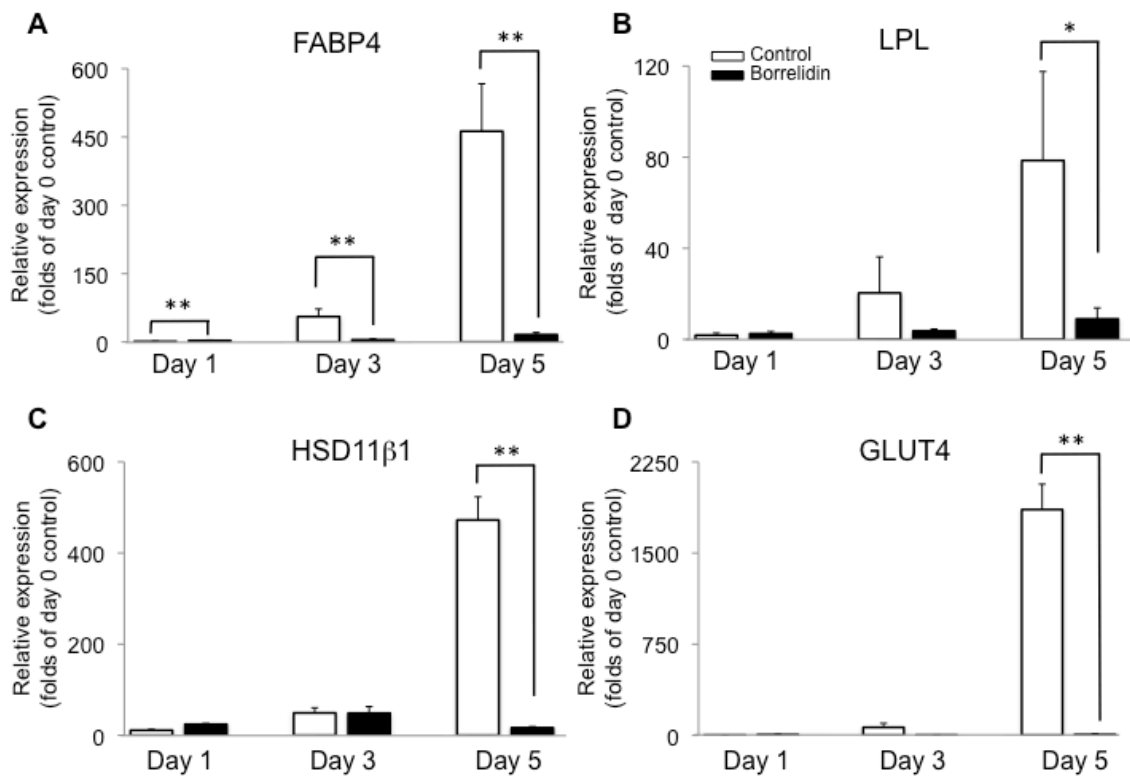 A
FABP4
**
600
450
300
150
0
**
**
Relative expression
(folds of day 0 control)
Day 1
Day 3
Day 5
B
LPL
Control
Borrelidin
*
120
80
40
0
Relative expression
(folds of day 0 control)
Day 1
Day 3
Day 5
C
HSD11β1
**
600
400
200
0
Relative expression
(folds of day 0 control)
Day 1
Day 3
Day 5
D
GLUT4
**
2250
1500
750
0
Relative expression
(folds of day 0 control)
Day 1
Day 3
Day 5